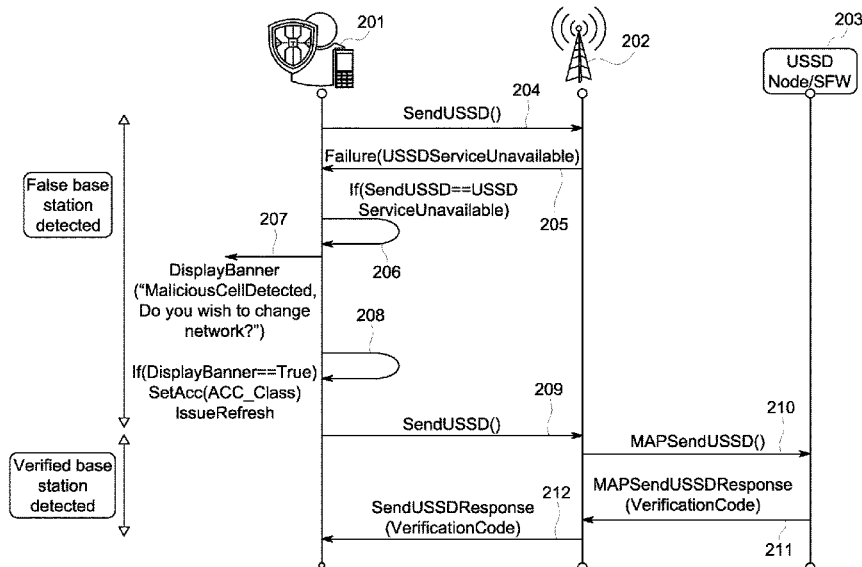 201
202
203
USSD
Node/SFW
204
SendUSSD()
Failure(USSDServiceUnavailable)
205
If(SendUSSD==USSD
ServiceUnavailable)
False base
station
detected
207
206
DisplayBanner
("MaliciousCellDetected,
Do you wish to change
network?")
208
If(DisplayBanner==True)
SetAcc(ACC_Class)
IssueRefresh
209
SendUSSD()
210
MAPSendUSSD()
Verified base
station
detected
MAPSendUSSDResponse
(VerificationCode)
211
212
SendUSSDResponse
(VerificationCode)